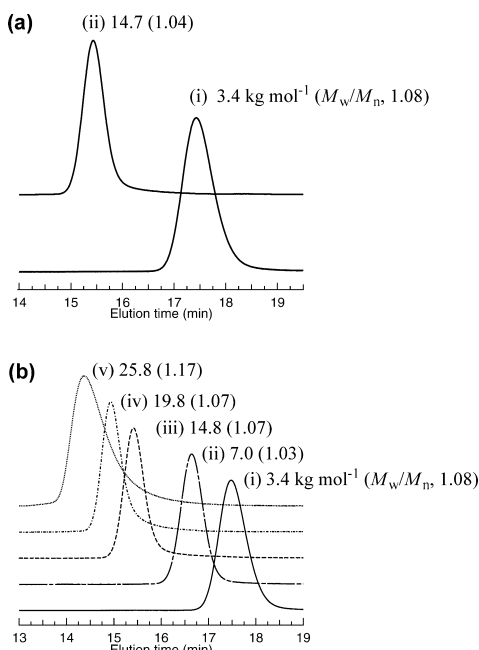 (a)
(ii) 14.7 (1.04)
(i) 3.4 kg mol-1 (Mw/Mn, 1.08)
14 15 16 17 18 19
Elution time (min)
(b)
(v) 25.8 (1.17)
(iv) 19.8 (1.07)
(iii) 14.8 (1.07)
(ii) 7.0 (1.03)
(i) 3.4 kg mol-1 (Mw/Mn, 1.08)
13 14 15 16 17 18 19
Elution time (min)